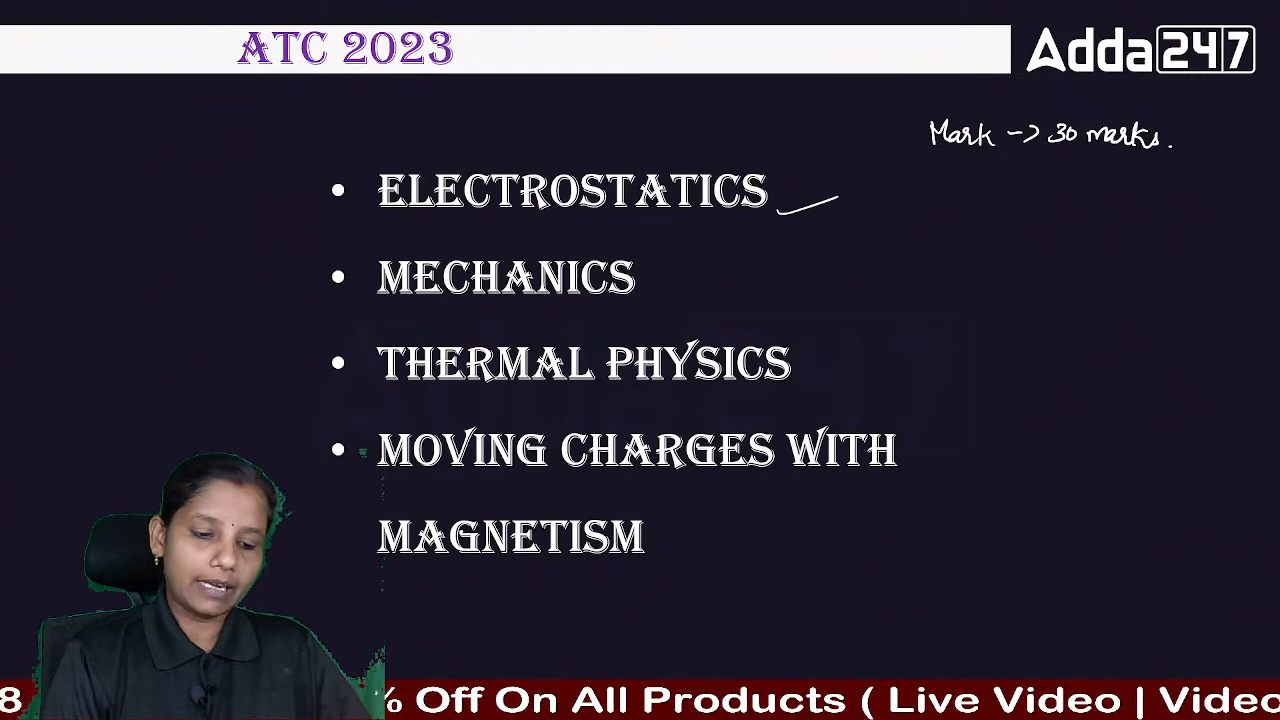 ATC 2023
Adda247
Mark -> 30 marks.
• ELECTROSTATICS
• MECHANICS
• THERMAL PHYSICS
• MOVING CHARGES WITH
MAGNETISM
8 % Off On All Products ( Live Video | Video